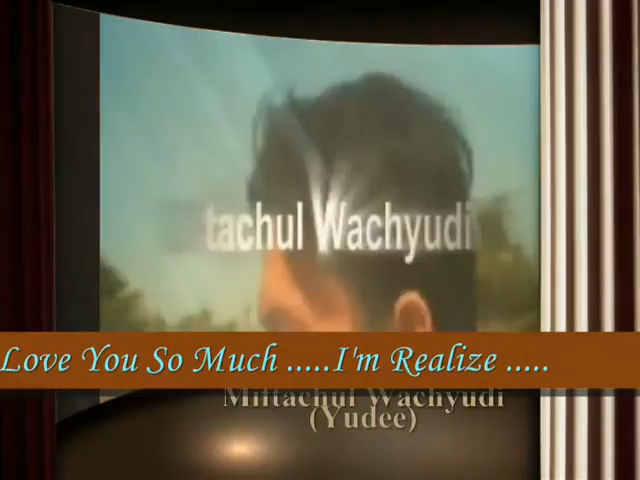 tachul Wachyudi
Love You So Much .....I'm Realize .....
Miftachul Wachyudi
(Yudee)